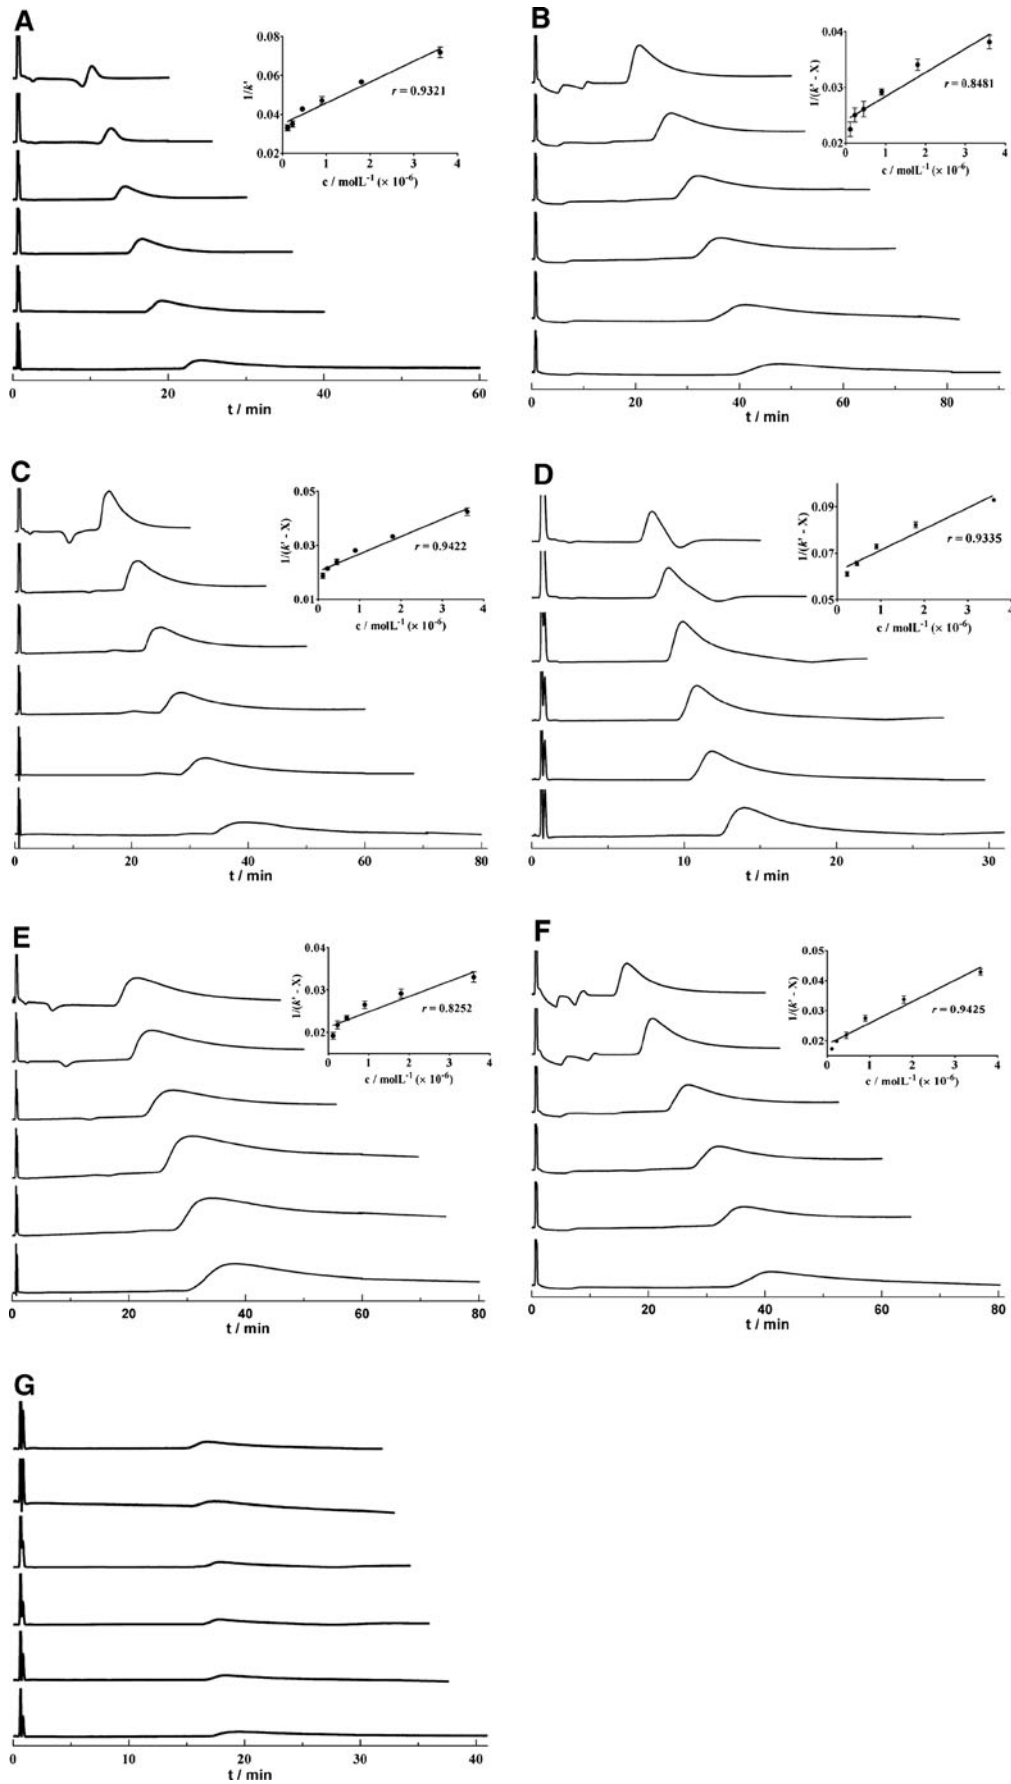 A
0.08
0.06
0.04
0.02
1/k'
r = 0.9321
0 1 2 3 4
c / molL⁻¹ (× 10⁻⁶)
0 20 40 60
t / min
B
0.04
0.03
0.02
1/(k' - X)
r = 0.8481
0 1 2 3 4
c / molL⁻¹ (× 10⁻⁶)
0 20 40 60 80
t / min
C
0.05
0.03
0.01
1/(k' - X)
r = 0.9422
0 1 2 3 4
c / molL⁻¹ (× 10⁻⁶)
0 20 40 60 80
t / min
D
0.09
0.07
0.05
1/(k' - X)
r = 0.9335
0 1 2 3 4
c / molL⁻¹ (× 10⁻⁶)
0 10 20 30
t / min
E
0.04
0.03
0.02
1/(k' - X)
r = 0.8252
0 1 2 3 4
c / molL⁻¹ (× 10⁻⁶)
0 20 40 60 80
t / min
F
0.05
0.04
0.03
0.02
1/(k' - X)
r = 0.9425
0 1 2 3 4
c / molL⁻¹ (× 10⁻⁶)
0 20 40 60 80
t / min
G
0 10 20 30 40
t / min